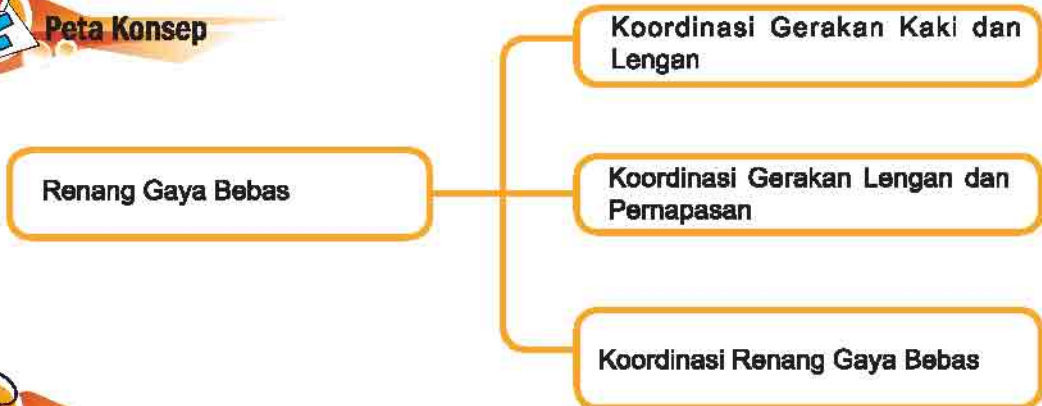 Peta Konsep
Koordinasi Gerakan Kaki dan
Lengan
Renang Gaya Bebas
Koordinasi Gerakan Lengan dan
Pernapasan
Koordinasi Renang Gaya Bebas